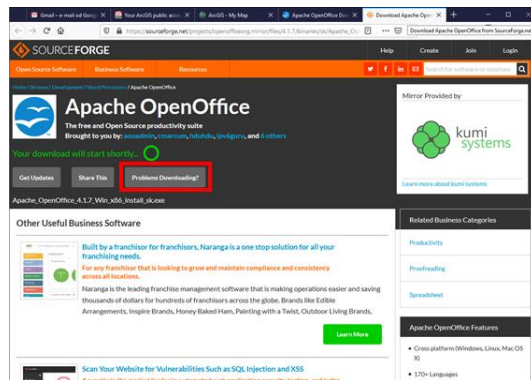 Gmail – e-mail od Goog
Your ArcGIS public acco
ArcGIS - My Map
Apache OpenOffice
Download Apache Open
https://sourceforge.net/projects/openofficeorg.mirror/files/4.1.7/binaries/sk/Apache_O
Download Apache OpenOffice from SourceForge.net
SOURCEFORGE
Help
Create
Join
Login
Open Source Software
Business Software
Resources
Search for software or solutions
Home / Browse / Development / Word Processors / Apache OpenOffice
Apache OpenOffice
The free and Open Source productivity suite
Brought to you by: aooadmin, cmarcum, hduhdu, ipv6guru, and 6 others
Your download will start shortly...
Get Updates
Share This
Problems Downloading?
Apache_OpenOffice_4.1.7_Win_x86_install_sk.exe
Mirror Provided by
kumi
systems
Learn more about kumi systems
Other Useful Business Software
Built by a franchisor for franchisors, Naranga is a one stop solution for all your
franchising needs.
For any franchisor that is looking to grow and maintain compliance and consistency
across all locations.
Naranga is the leading franchise management software that is making operations easier and saving
thousands of dollars for hundreds of franchisors across the globe. Brands like Edible
Arrangements, Inspire Brands, Honey Baked Ham, Painting with a Twist, Outdoor Living Brands,
Learn More
Scan Your Website for Vulnerabilities Such as SQL Injection and XSS
Related Business Categories
Productivity
Proofreading
Spreadsheet
Apache OpenOffice Features
• Cross platform (Windows, Linux, Mac OS
X)
• 170+ Languages